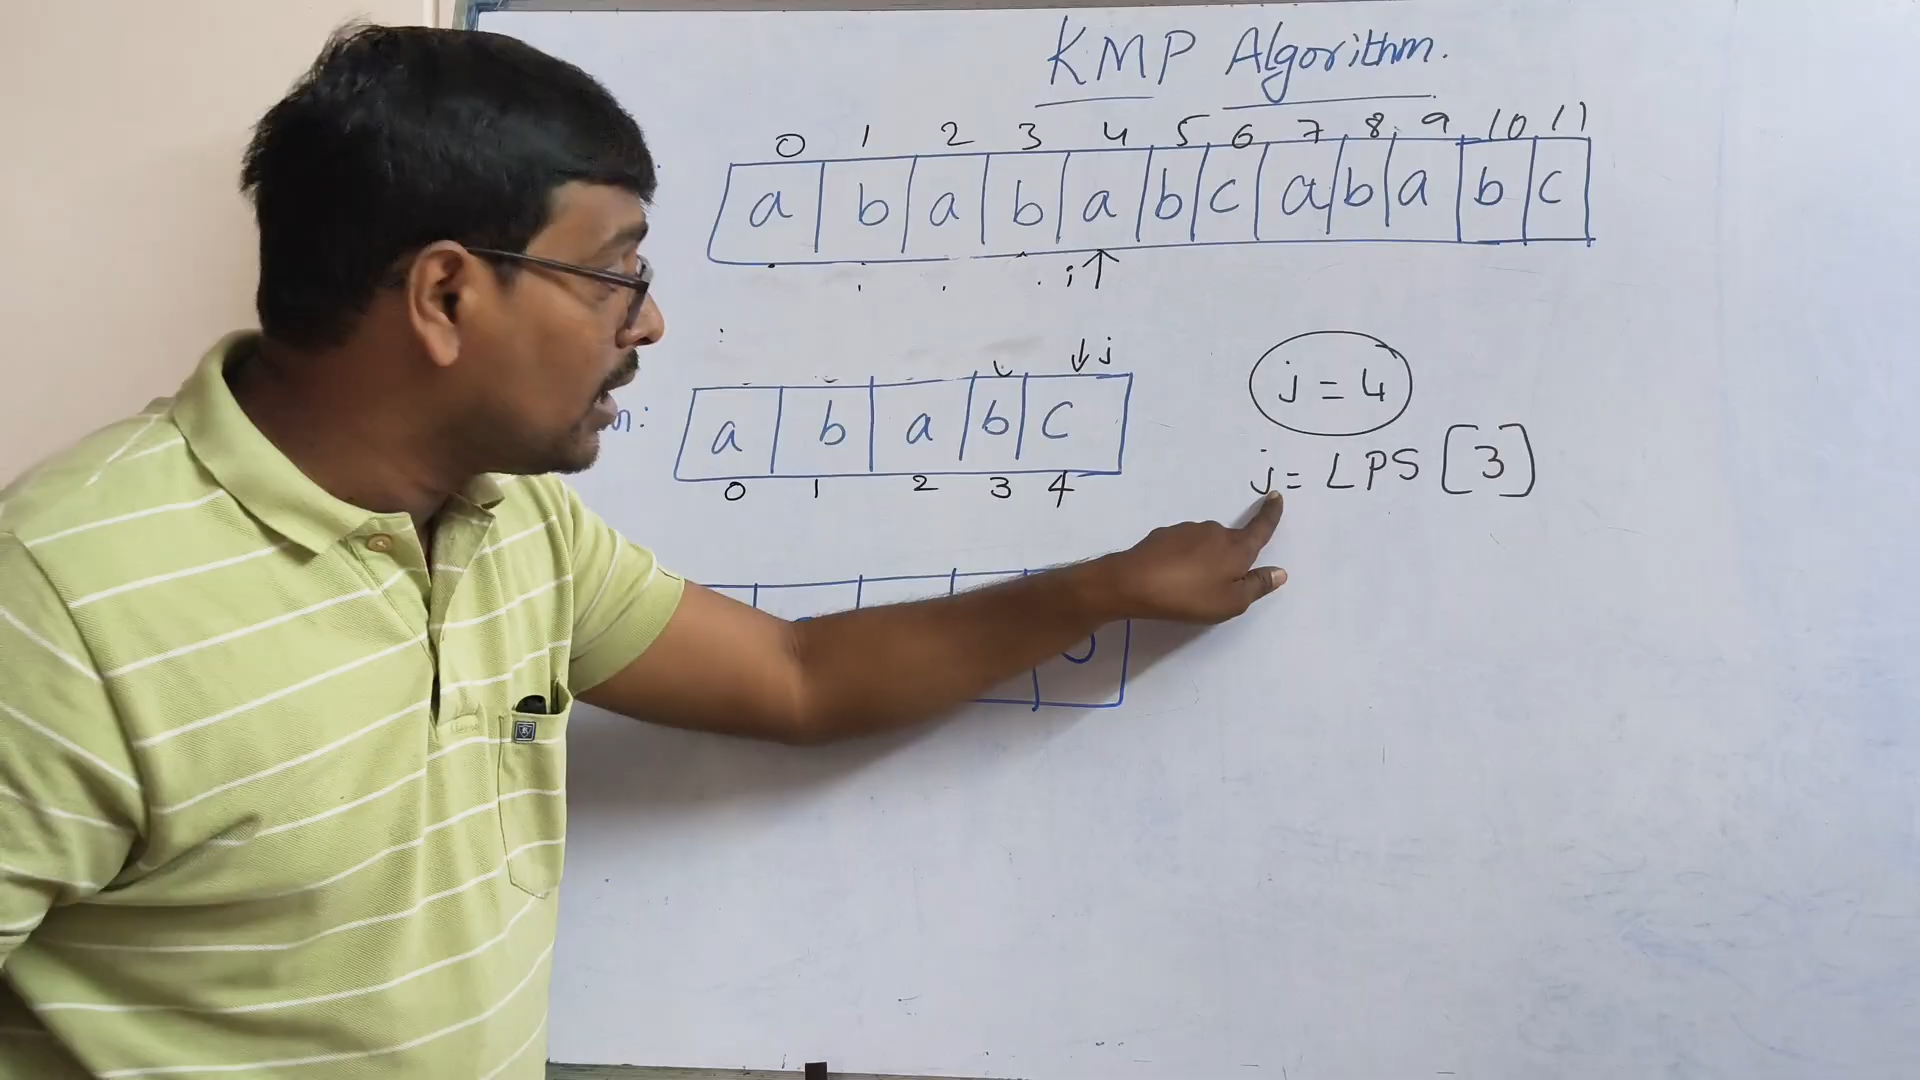 KMP Algorithm.
0 1 2 3 4 5 6 7 8 9 10 11
a b a b a b c a b a b c
i↑
↓j
j = 4
a b a b c
j = LPS [3]
0 1 2 3 4